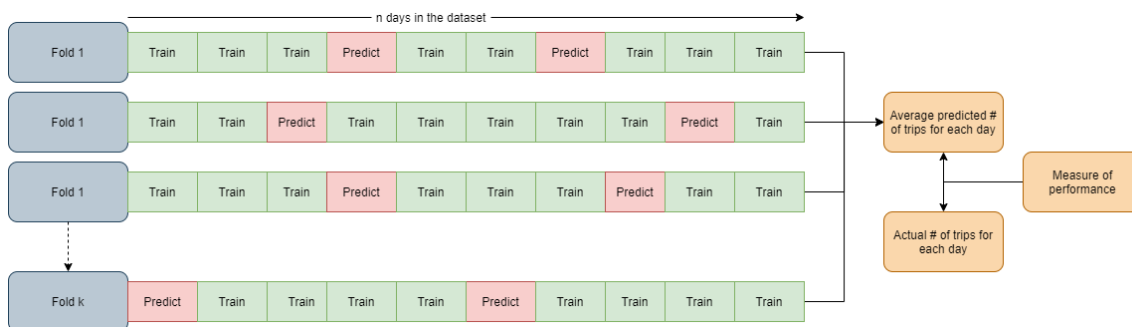 n days in the dataset
Fold 1 Train Train Train Predict Train Train Predict Train Train Train
Fold 1 Train Train Predict Train Train Train Train Train Predict Train
Fold 1 Train Train Train Predict Train Train Train Predict Train Train
Fold k Predict Train Train Train Train Predict Train Train Train Train
Average predicted #
of trips for each day
Measure of
performance
Actual # of trips for
each day